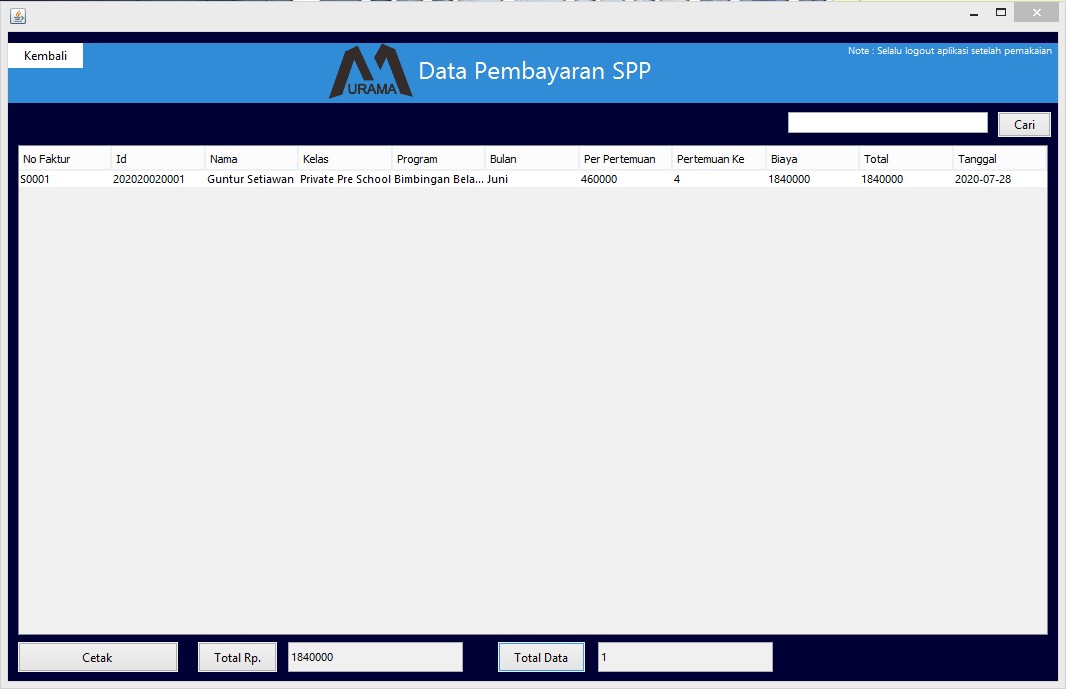 Kembali
URAMA
Data Pembayaran SPP
Note : Selalu logout aplikasi setelah pemakaian
Cari
No Faktur Id Nama Kelas Program Bulan Per Pertemuan Pertemuan Ke Biaya Total Tanggal
S0001 202020020001 Guntur Setiawan Private Pre School Bimbingan Bela... Juni 460000 4 1840000 1840000 2020-07-28
Cetak Total Rp. 1840000 Total Data 1